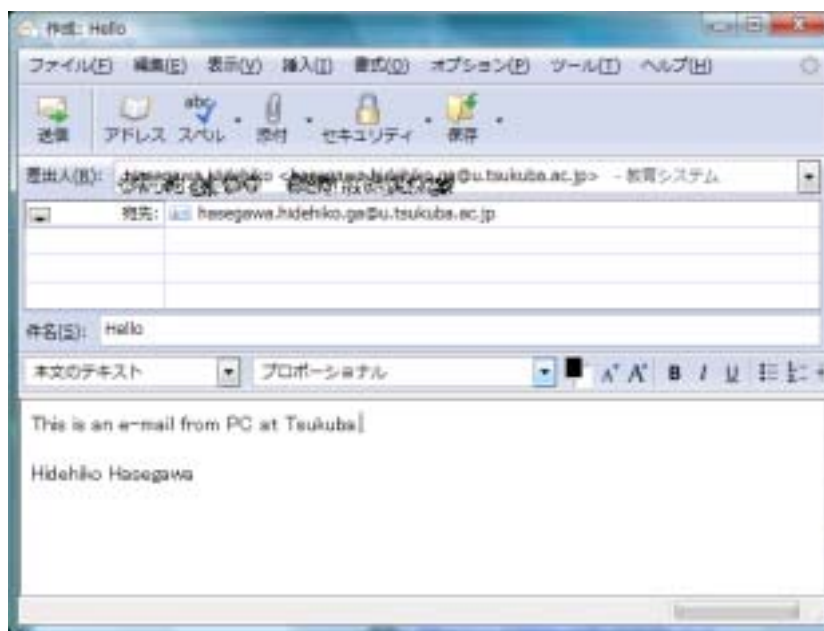 作成: Hello
ファイル(F) 編集(E) 表示(V) 挿入(I) 書式(O) オプション(P) ツール(T) ヘルプ(H)
送信 アドレス スペル 添付 セキュリティ 保存
差出人(R): @u.tsukuba.ac.jp> - 教育システム
宛先: hasegawa.hidehiko.ga@u.tsukuba.ac.jp
件名(S): Hello
本文のテキスト プロポーショナル
This is an e-mail from PC at Tsukuba
Hidehiko Hasegawa